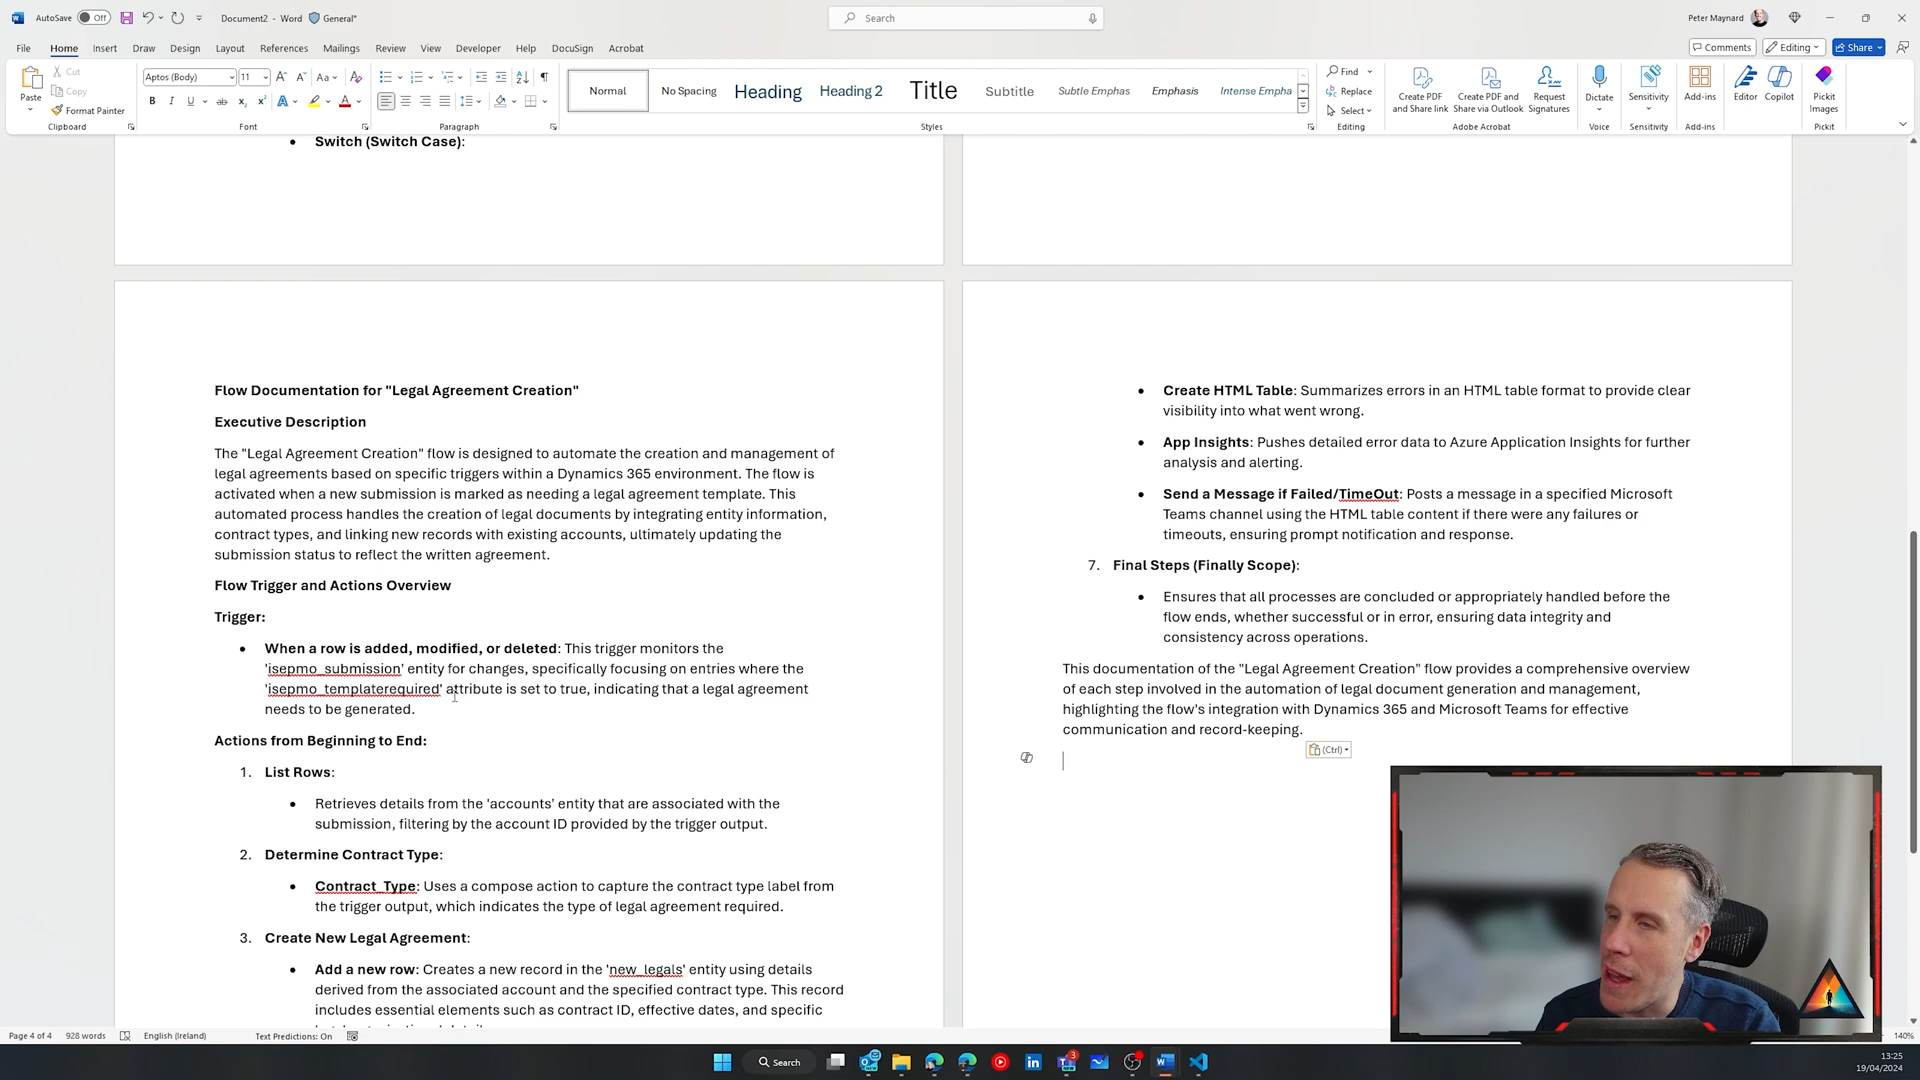 AutoSave Off Document2 - Word General* Search Peter Maynard
File Home Insert Draw Design Layout References Mailings Review View Developer Help DocuSign Acrobat Comments Editing Share
Paste Cut Copy Format Painter Clipboard
Aptos (Body) 11 Font
Paragraph
Normal No Spacing Heading Heading 2 Title Subtitle Subtle Emphas Emphasis Intense Empha
Styles
Find Replace Select Editing
Create PDF and Share link Create PDF and Share via Outlook Request Signatures
Adobe Acrobat
Dictate Voice
Sensitivity Sensitivity
Add-ins Add-ins
Editor Copilot
Pickit Images Pickit
• Switch (Switch Case):
Flow Documentation for "Legal Agreement Creation"
Executive Description
The "Legal Agreement Creation" flow is designed to automate the creation and management of
legal agreements based on specific triggers within a Dynamics 365 environment. The flow is
activated when a new submission is marked as needing a legal agreement template. This
automated process handles the creation of legal documents by integrating entity information,
contract types, and linking new records with existing accounts, ultimately updating the
submission status to reflect the written agreement.
Flow Trigger and Actions Overview
Trigger:
• When a row is added, modified, or deleted: This trigger monitors the
'isepmo_submission' entity for changes, specifically focusing on entries where the
'isepmo_templaterequired' attribute is set to true, indicating that a legal agreement
needs to be generated.
Actions from Beginning to End:
1. List Rows:
• Retrieves details from the 'accounts' entity that are associated with the
submission, filtering by the account ID provided by the trigger output.
2. Determine Contract Type:
• Contract_Type: Uses a compose action to capture the contract type label from
the trigger output, which indicates the type of legal agreement required.
3. Create New Legal Agreement:
• Add a new row: Creates a new record in the 'new_legals' entity using details
derived from the associated account and the specified contract type. This record
includes essential elements such as contract ID, effective dates, and specific
• Create HTML Table: Summarizes errors in an HTML table format to provide clear
visibility into what went wrong.
• App Insights: Pushes detailed error data to Azure Application Insights for further
analysis and alerting.
• Send a Message if Failed/TimeOut: Posts a message in a specified Microsoft
Teams channel using the HTML table content if there were any failures or
timeouts, ensuring prompt notification and response.
7. Final Steps (Finally Scope):
• Ensures that all processes are concluded or appropriately handled before the
flow ends, whether successful or in error, ensuring data integrity and
consistency across operations.
This documentation of the "Legal Agreement Creation" flow provides a comprehensive overview
of each step involved in the automation of legal document generation and management,
highlighting the flow's integration with Dynamics 365 and Microsoft Teams for effective
communication and record-keeping.
(Ctrl)
Page 4 of 4 928 words English (Ireland) Text Predictions: On 140%
Search 3 13:25
19/04/2024